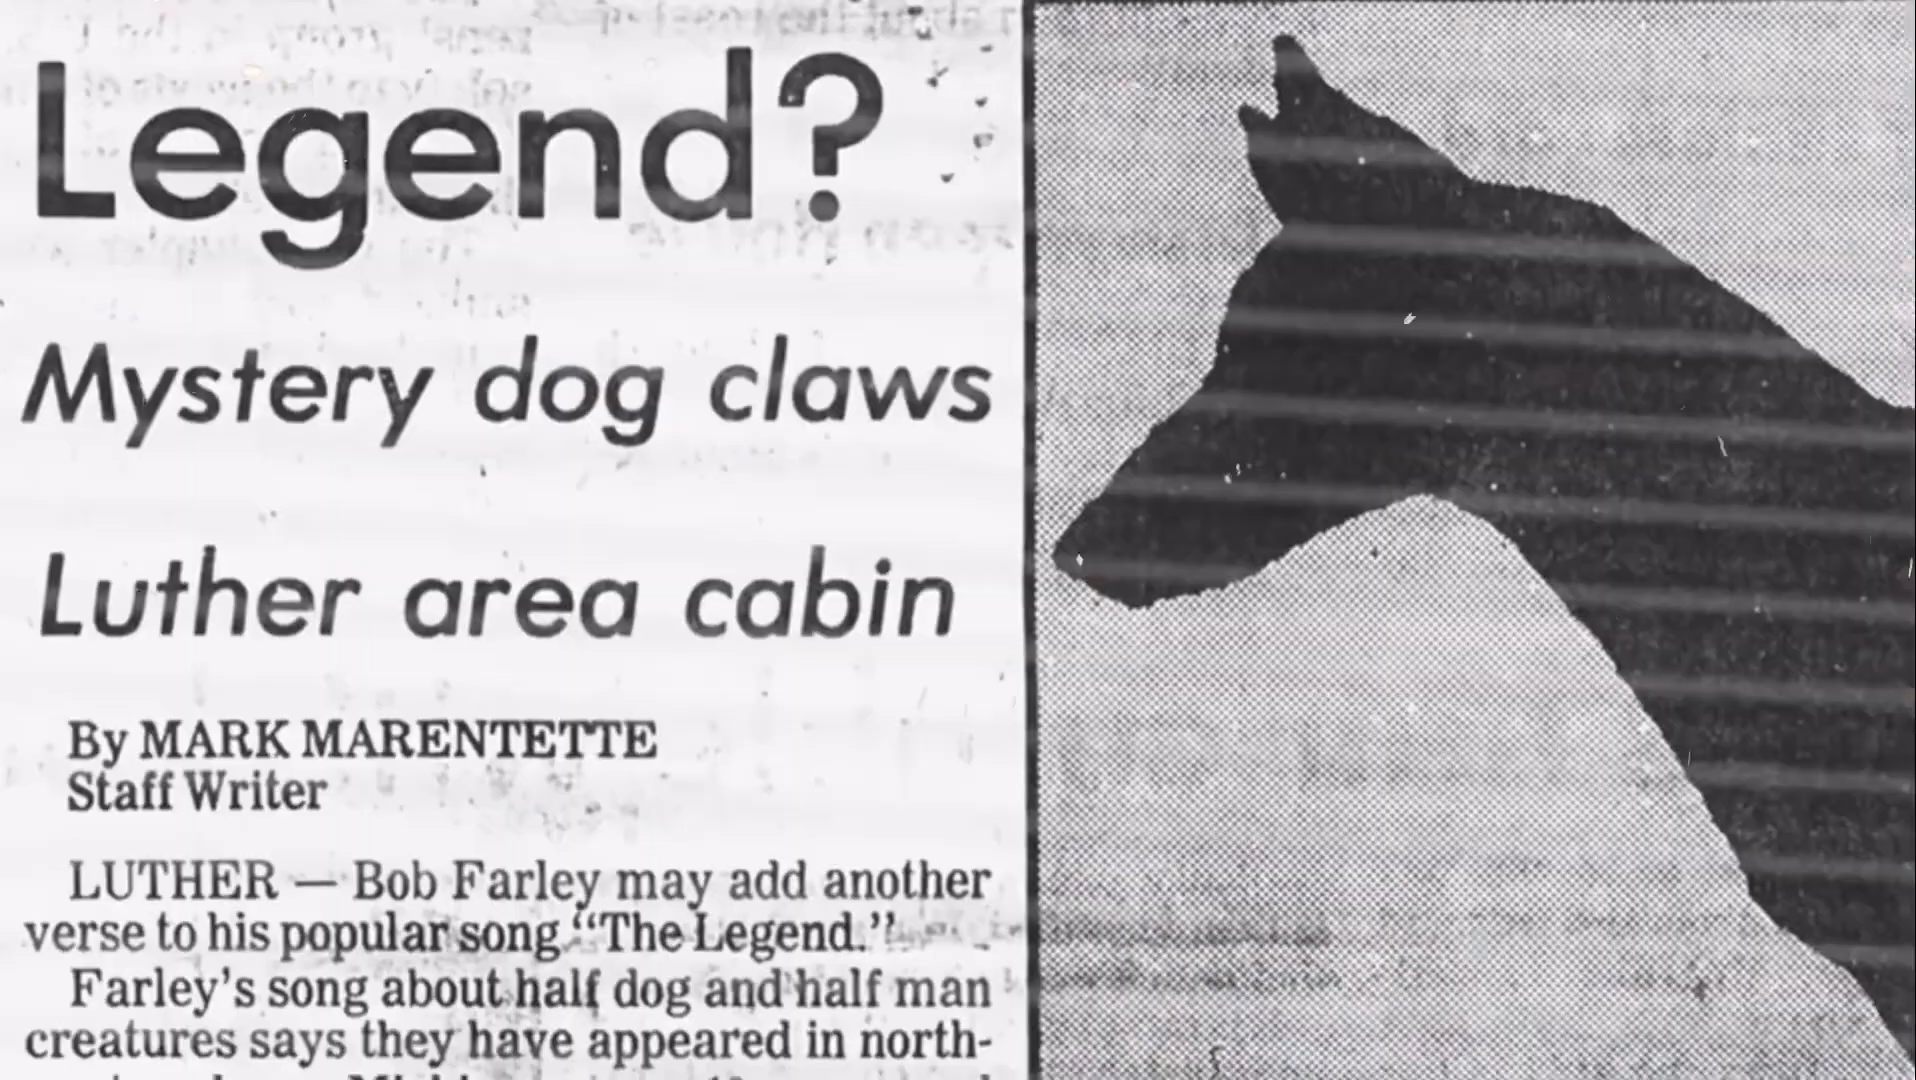 Legend?
Mystery dog claws
Luther area cabin
By MARK MARENTETTE
Staff Writer
LUTHER — Bob Farley may add another
verse to his popular song “The Legend.”
Farley’s song about half dog and half man
creatures says they have appeared in north-